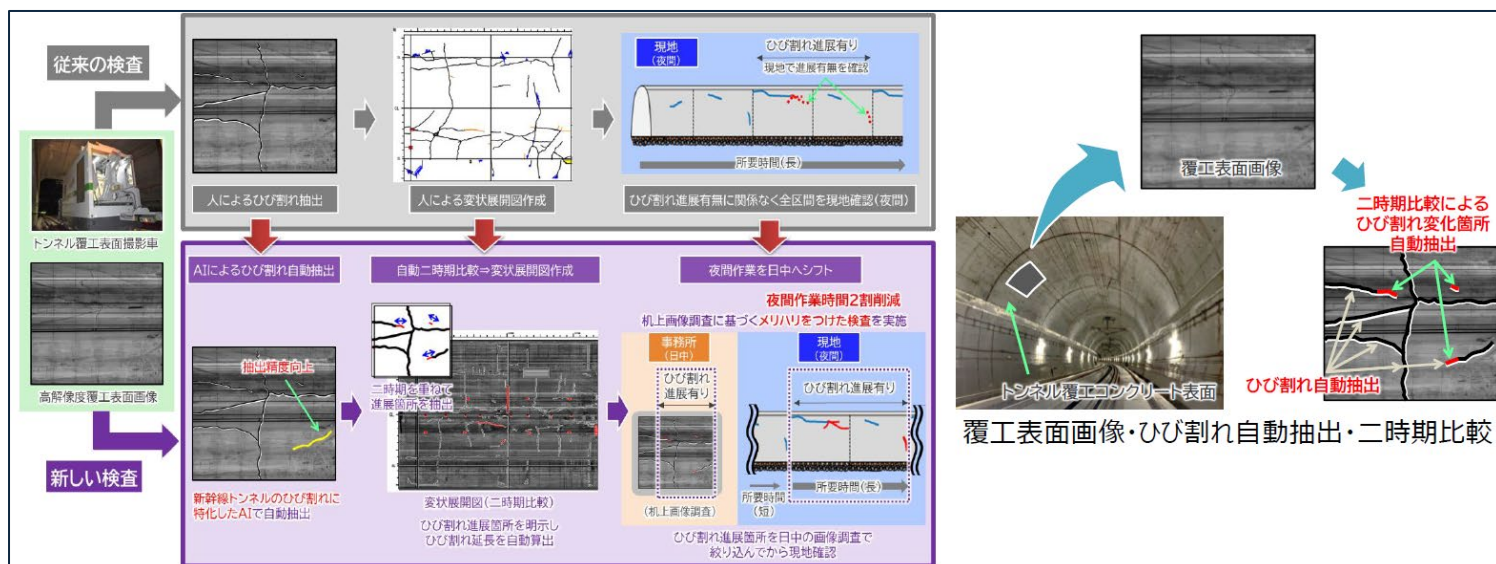 従来の検査
トンネル覆工表面撮影車
高解像度覆工表面画像
新しい検査
人によるひび割れ抽出
人による変状展開図作成
現地
(夜間)
ひび割れ進展有り
現地で進展有無を確認
所要時間(長)
ひび割れ進展有無に関係なく全区間を現地確認(夜間)
AIによるひび割れ自動抽出
抽出精度向上
新幹線トンネルのひび割れに
特化したAIで自動抽出
自動二時期比較⇒変状展開図作成
二時期を重ねて
進展箇所を抽出
変状展開図(二時期比較)
ひび割れ進展箇所を明示し
ひび割れ延長を自動算出
夜間作業を日中へシフト
夜間作業時間2割削減
机上画像調査に基づくメリハリをつけた検査を実施
事務所
(日中)
ひび割れ
進展有り
(机上画像調査)
現地
(夜間)
ひび割れ進展有り
所要時間
(短)
所要時間(長)
ひび割れ進展箇所を日中の画像調査で
絞り込んでから現地確認
覆工表面画像
二時期比較による
ひび割れ変化箇所
自動抽出
トンネル覆工コンクリート表面
ひび割れ自動抽出
覆工表面画像・ひび割れ自動抽出・二時期比較